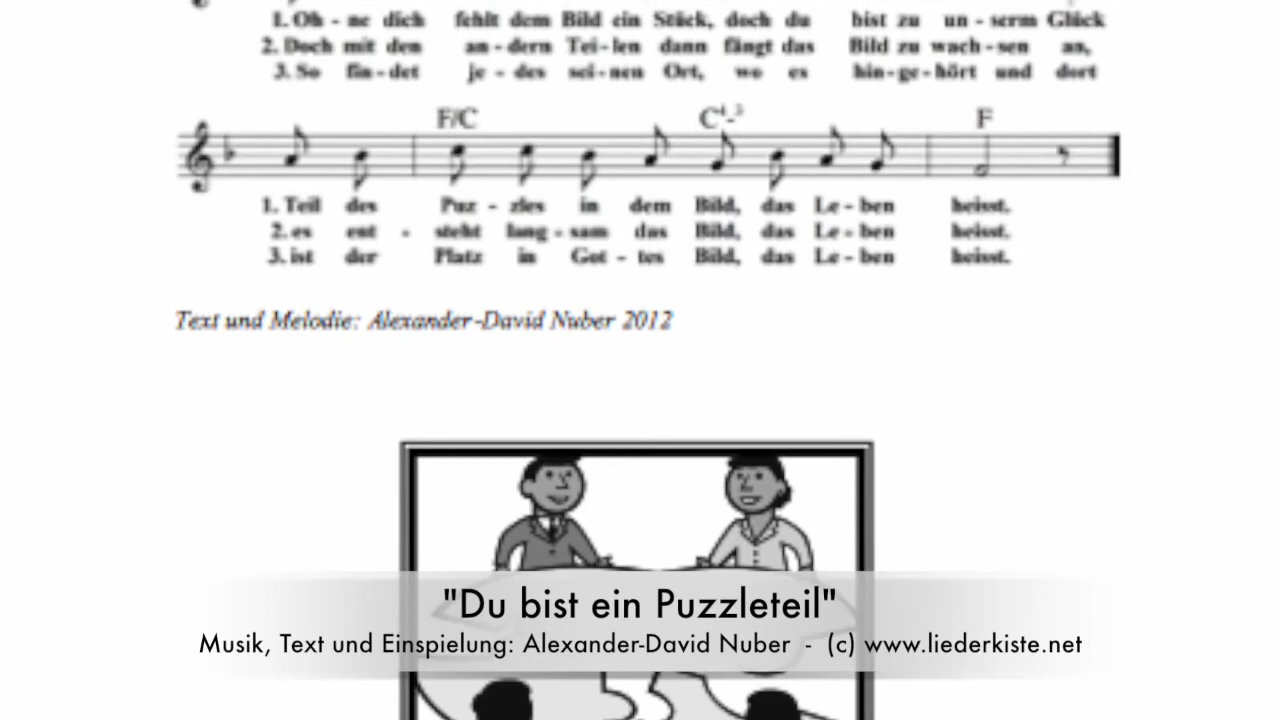 1. Oh - ne dich fehlt dem Bild ein Stück, doch du bist zu un - serm Glück
2. Doch mit den an - dern Tei - len dann fängt das Bild zu wach - sen an,
3. So fin - det je - des sei - nen Ort, wo es hin - ge - hört und dort
F/C C4-3 F
1. Teil des Puz - zles in dem Bild, das Le - ben heisst.
2. es ent - steht lang - sam das Bild, das Le - ben heisst.
3. ist der Platz in Got - tes Bild, das Le - ben heisst.
Text und Melodie: Alexander-David Nuber 2012
"Du bist ein Puzzleteil"
Musik, Text und Einspielung: Alexander-David Nuber - (c) www.liederkiste.net